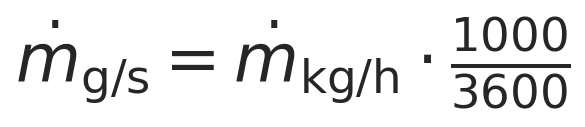 ṁ_g/s = ṁ_kg/h · 1000/3600